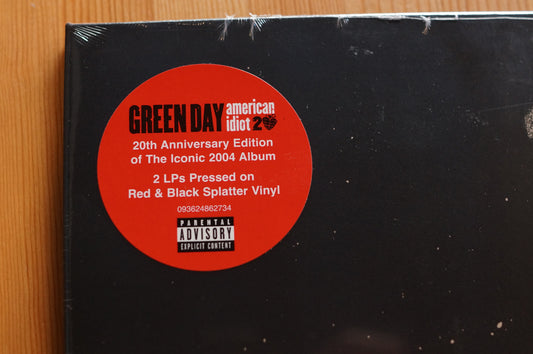 GREEN DAY american
idiot 20
20th Anniversary Edition
of The Iconic 2004 Album
2 LPs Pressed on
Red & Black Splatter Vinyl
093624862734
PARENTAL
ADVISORY
EXPLICIT CONTENT